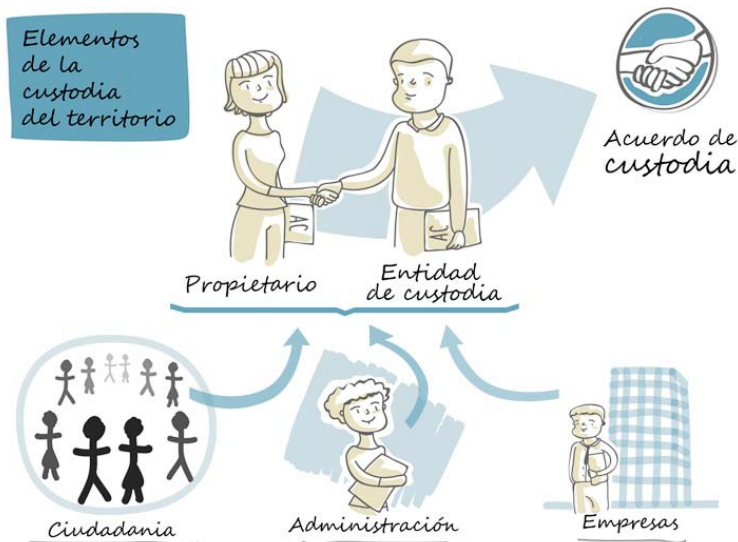 Elementos
de la
custodia
del territorio
Acuerdo de
custodia
AC
AC
Propietario
Entidad
de custodia
Ciudadania
Administración
Empresas